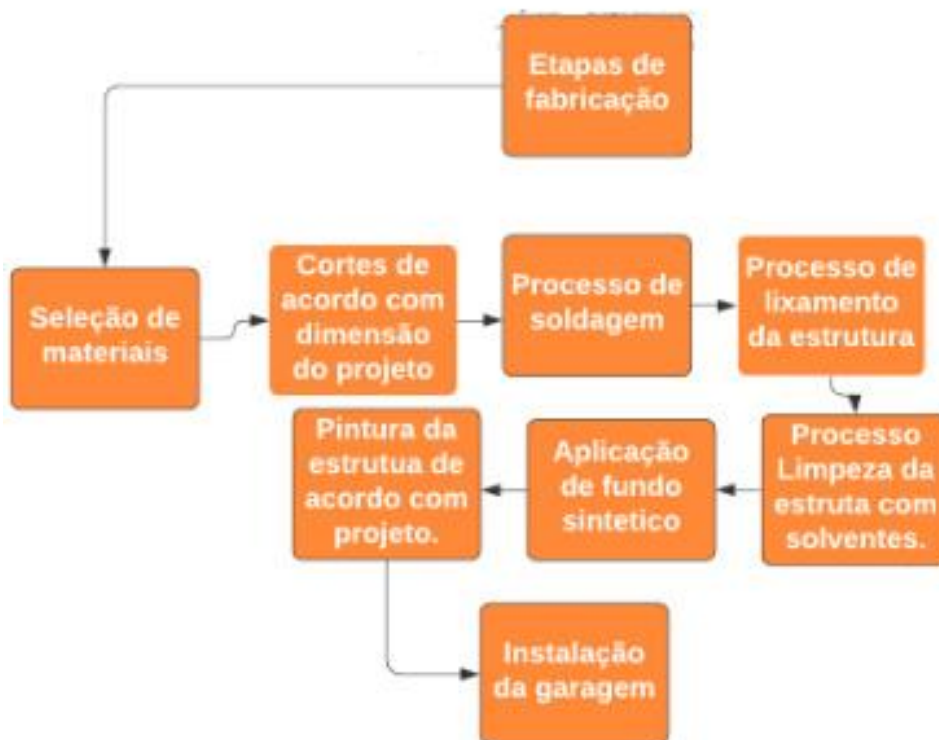 Etapas de
fabricação
Seleção de
materiais
Cortes de
acordo com
dimensão
do projeto
Processo de
soldagem
Processo de
lixamento
da estrutura
Processo
Limpeza da
estruta com
solventes.
Aplicação
de fundo
sintetico
Pintura da
estrutua de
acordo com
projeto.
Instalação
da garagem